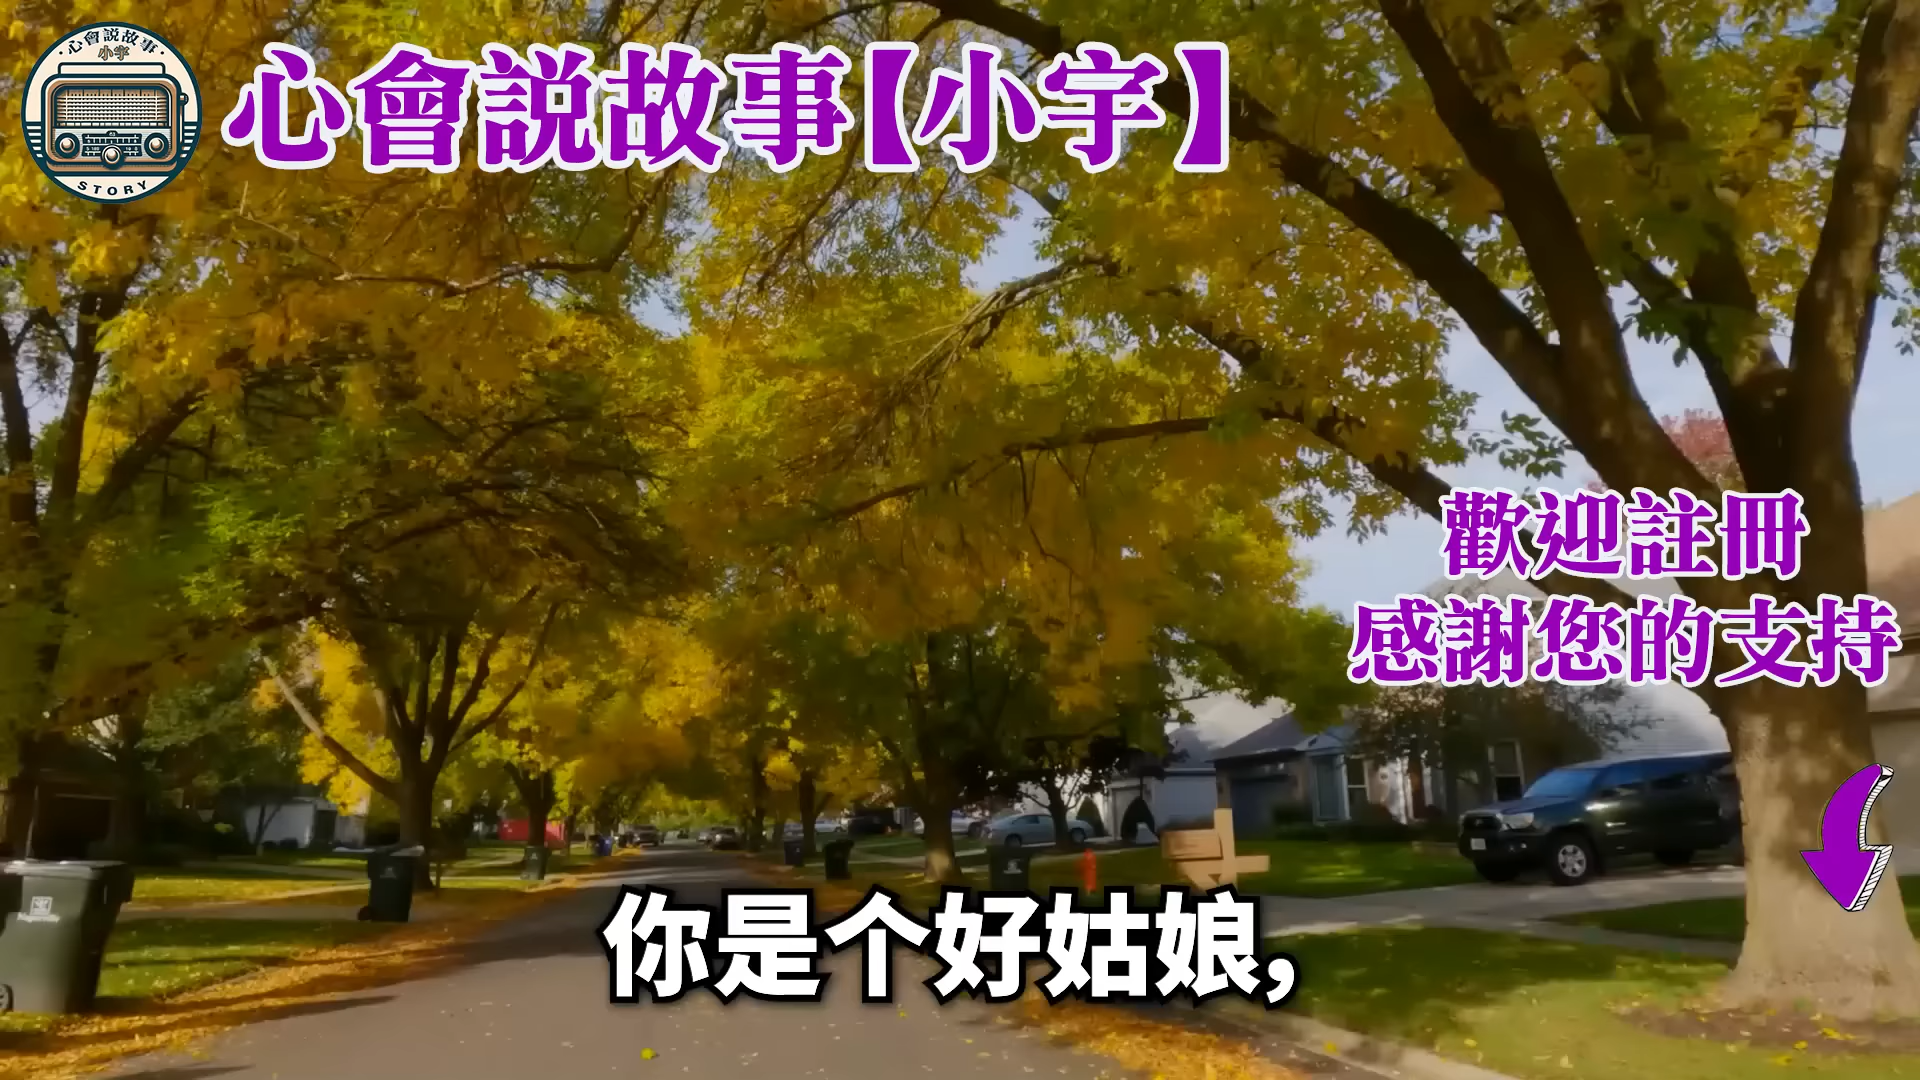 心會説故事
小宇
STORY
心會説故事【小宇】
歡迎註冊
感謝您的支持
你是个好姑娘,